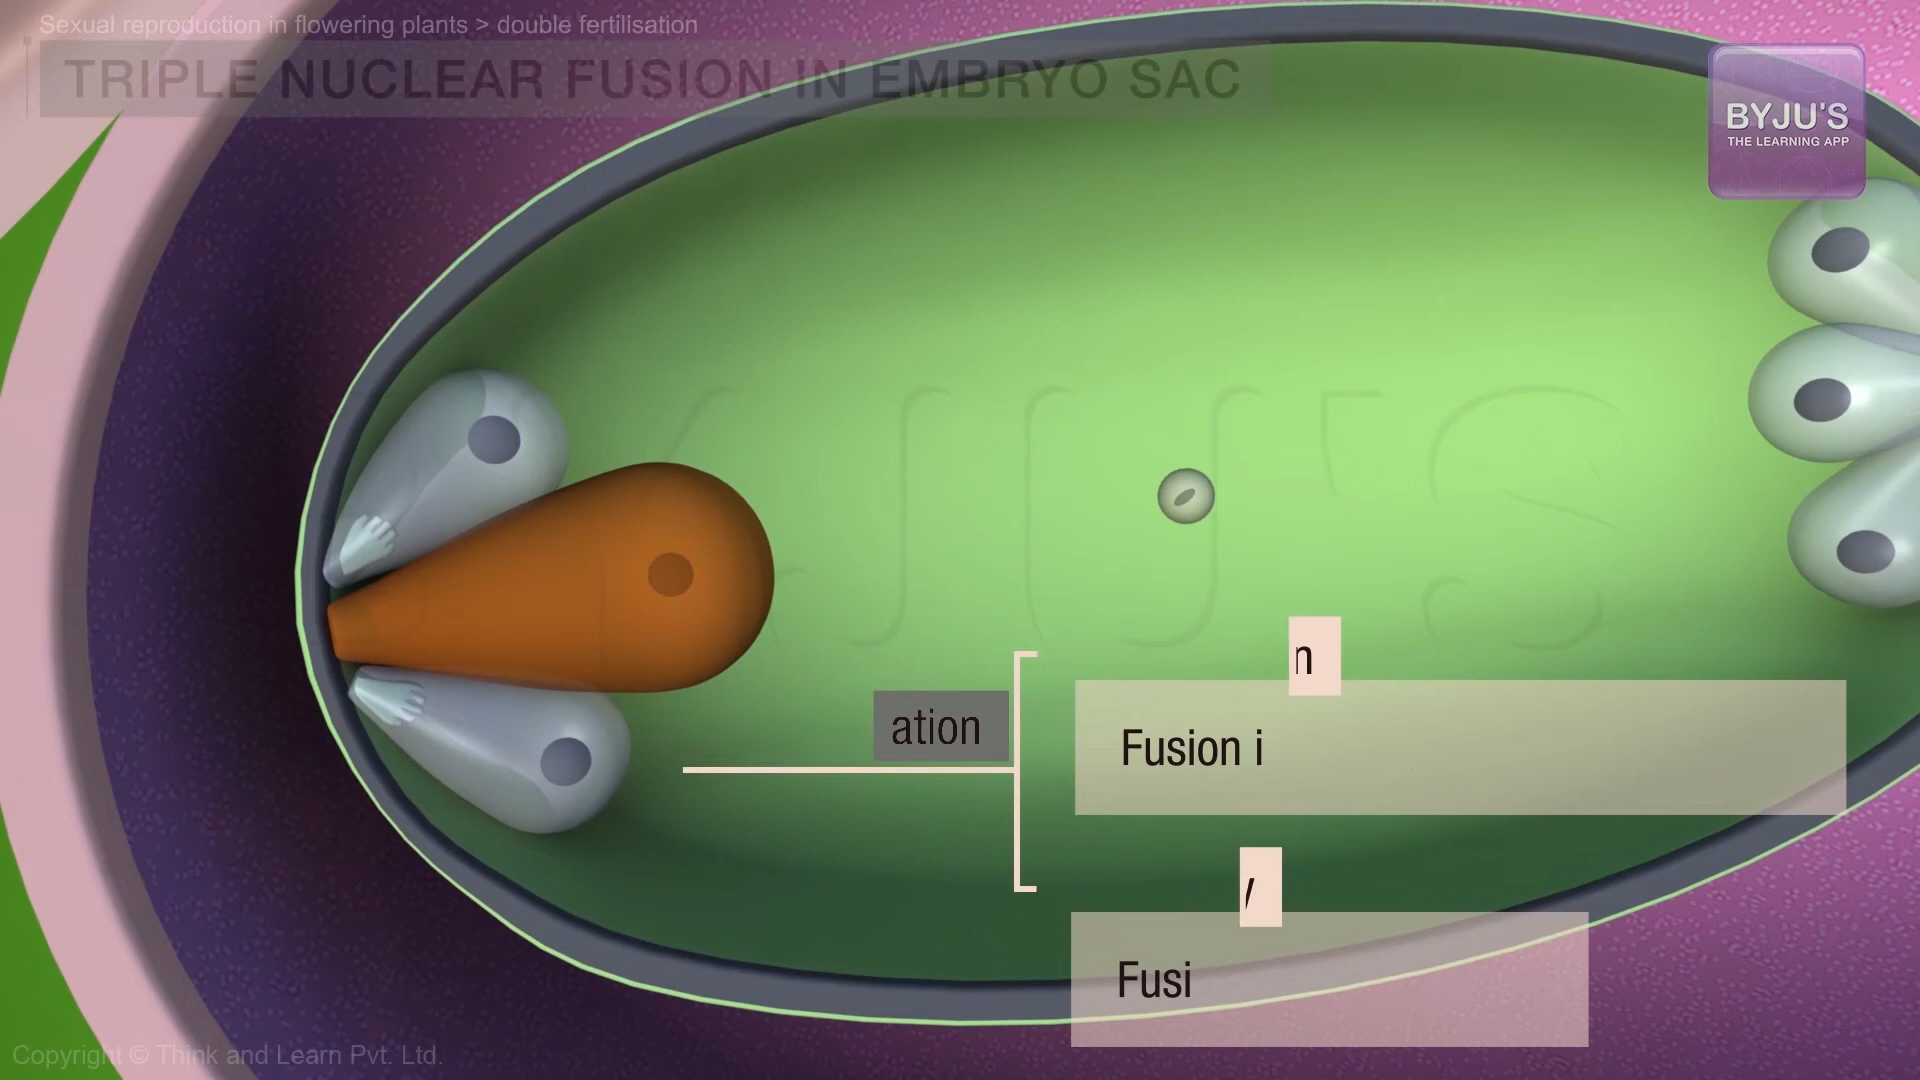 Sexual reproduction in flowering plants > double fertilisation
TRIPLE NUCLEAR FUSION IN EMBRYO SAC
BYJU'S
THE LEARNING APP
n
ation
Fusion i
Fusi
Copyright © Think and Learn Pvt. Ltd.